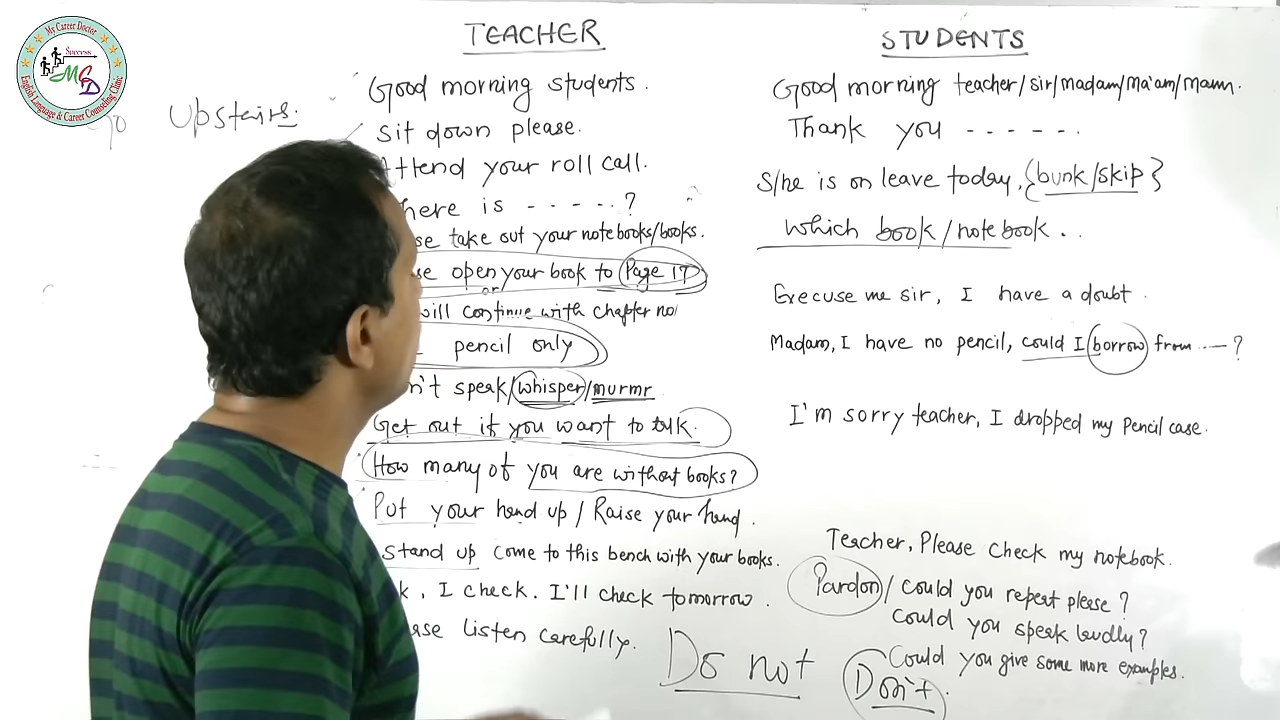 My Career Doctor
Success
MCD
English Language & Career Counselling Clinic
Go Upstairs.
TEACHER
Good morning students.
Sit down please.
Attend your roll call.
here is - - - - - ?
se take out your notebooks/books.
se open your book to Page 17
or
will continue with chapter no
pencil only
n't speak/whisper/murmr
Get out if you want to talk.
How many of you are without books?
Put your hand up / Raise your hand.
Stand up come to this bench with your books.
k, I check. I'll check tomorrow.
ase listen carefully.
STUDENTS
Good morning teacher/sir/madam/Ma'am/Mam.
Thank you - - - - - -.
S/he is on leave today, {bunk/skip}
Which book/notebook..
Execuse me sir, I have a doubt.
Madam, I have no pencil, could I borrow from --- ?
I'm sorry teacher, I dropped my Pencil case.
Teacher, Please check my notebook.
Pardon / Could you repeat please?
Could you speak loudly?
Could you give some more examples.
Do not Don't.